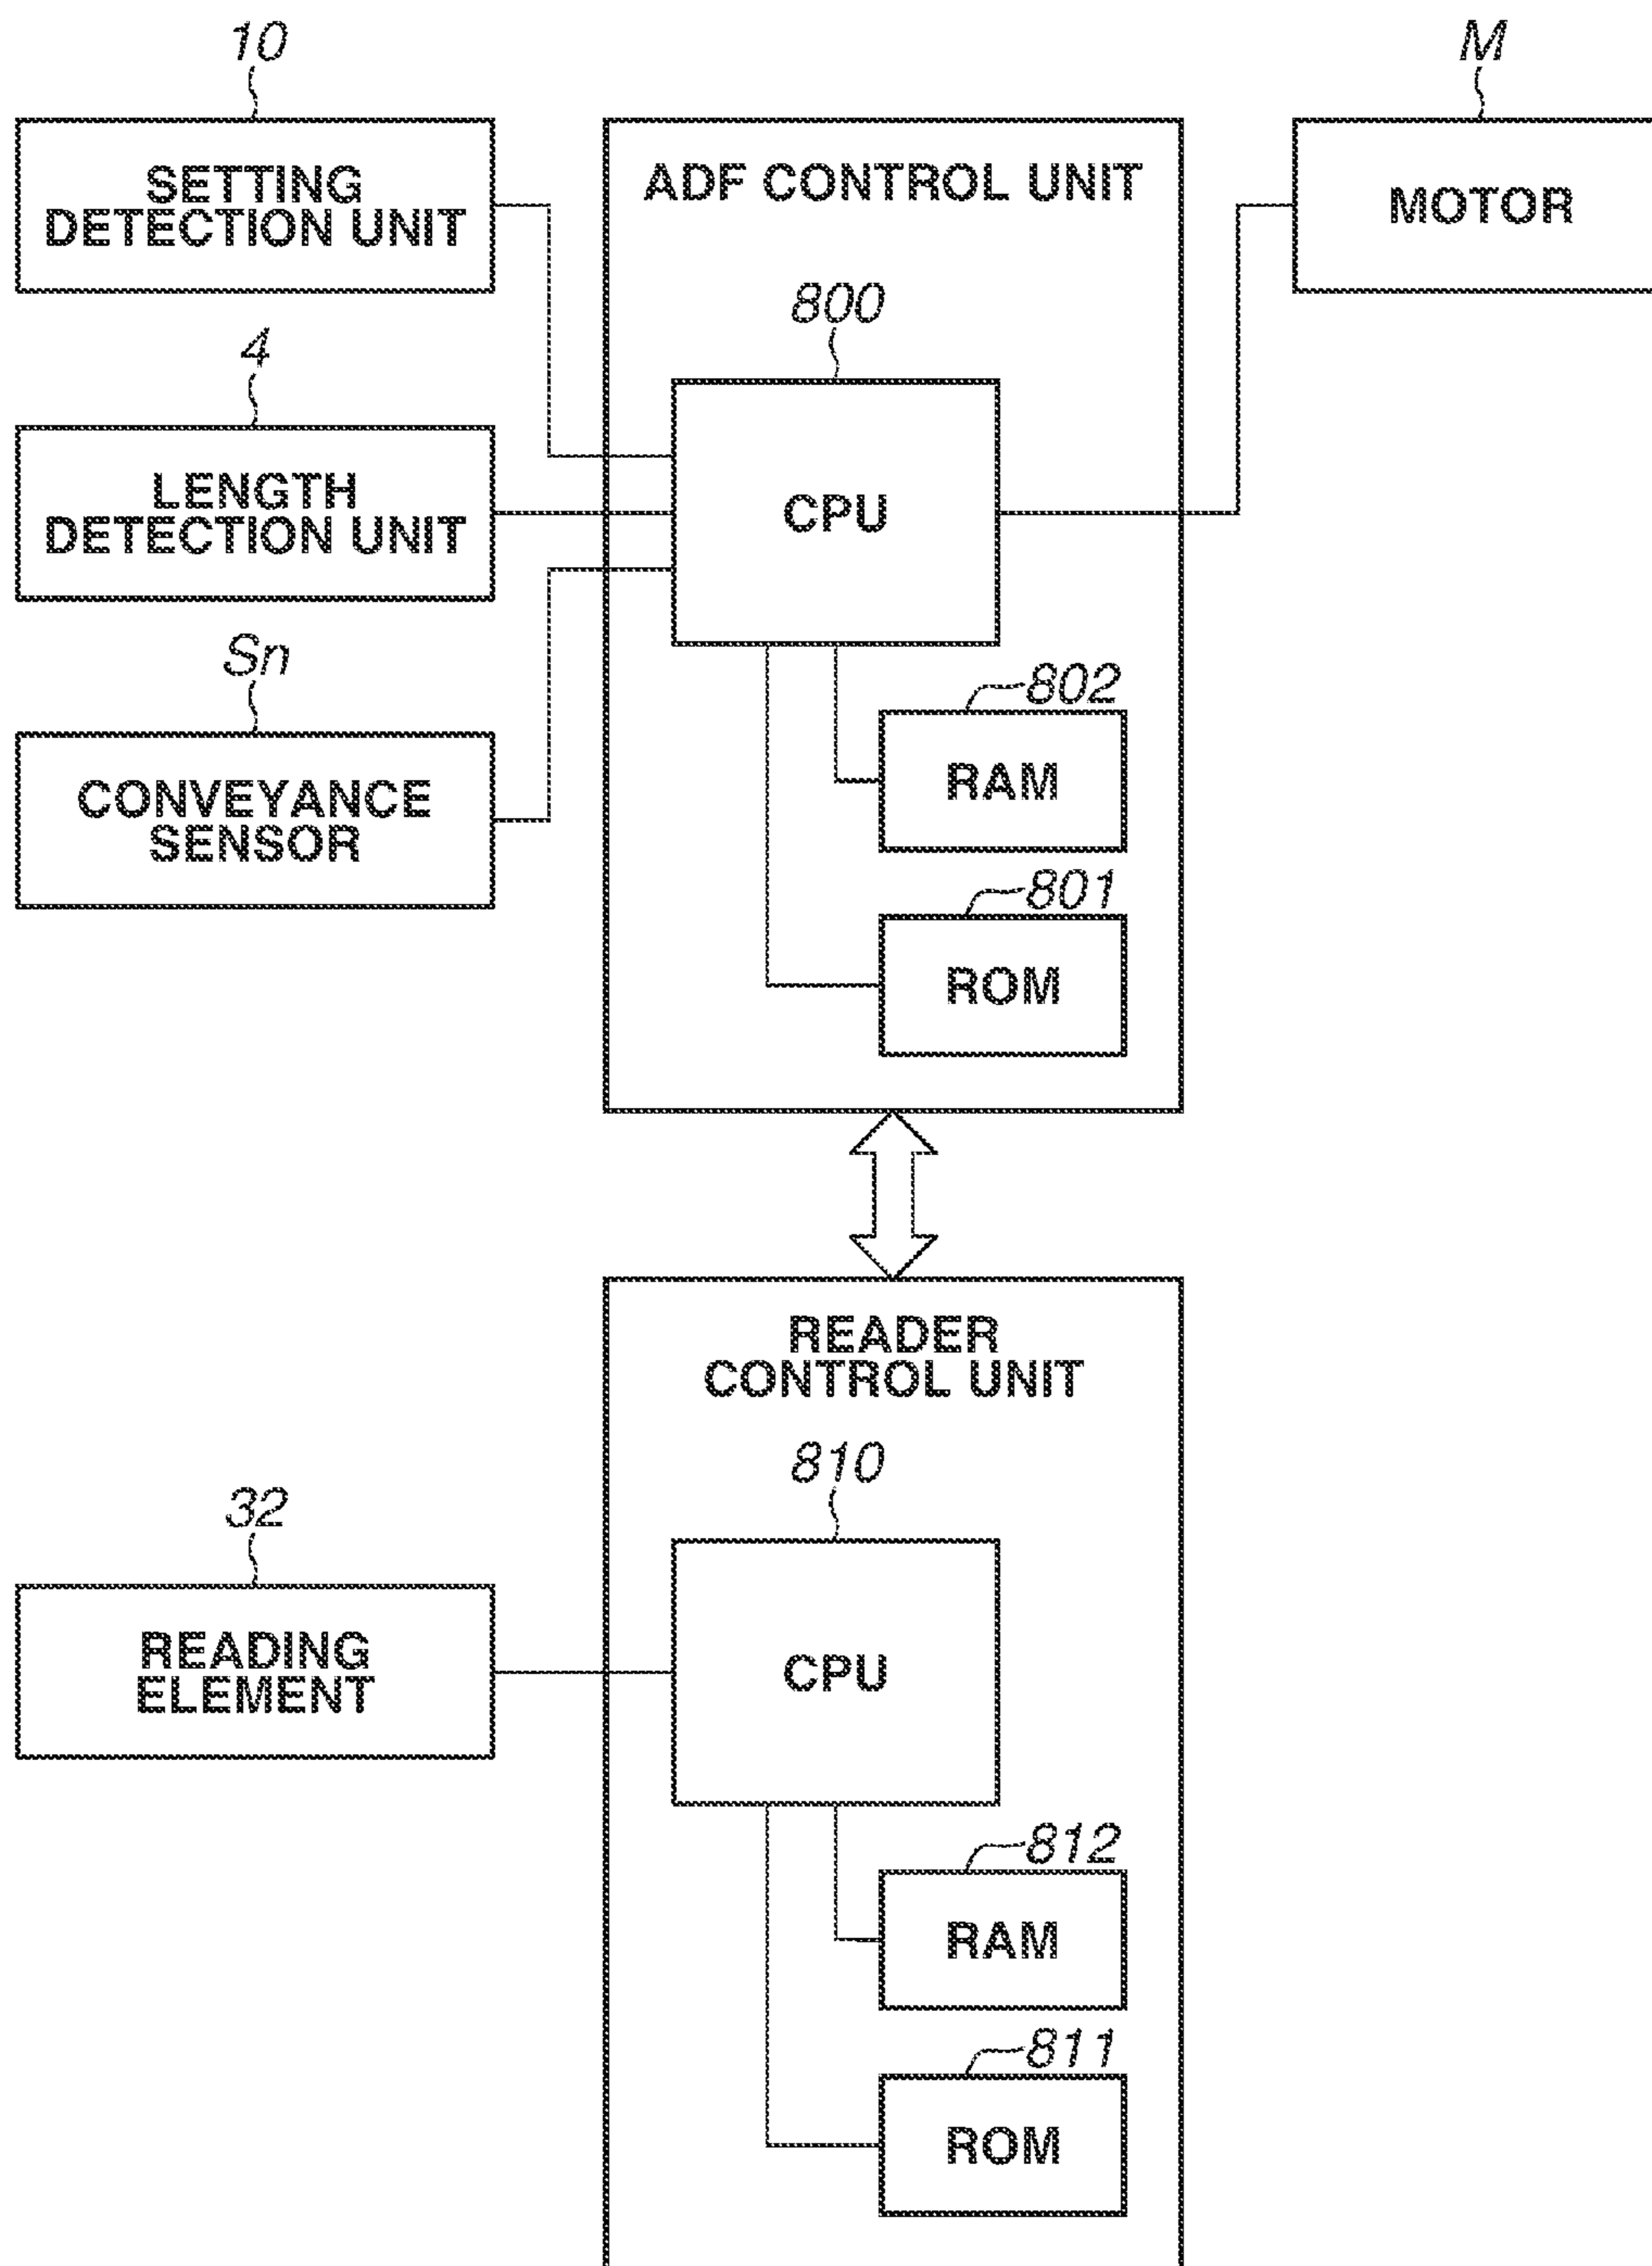 10
SETTING
DETECTION UNIT
4
LENGTH
DETECTION UNIT
Sn
CONVEYANCE
SENSOR
ADF CONTROL UNIT
800
CPU
802
RAM
801
ROM
M
MOTOR
READER
CONTROL UNIT
810
CPU
32
READING
ELEMENT
812
RAM
811
ROM